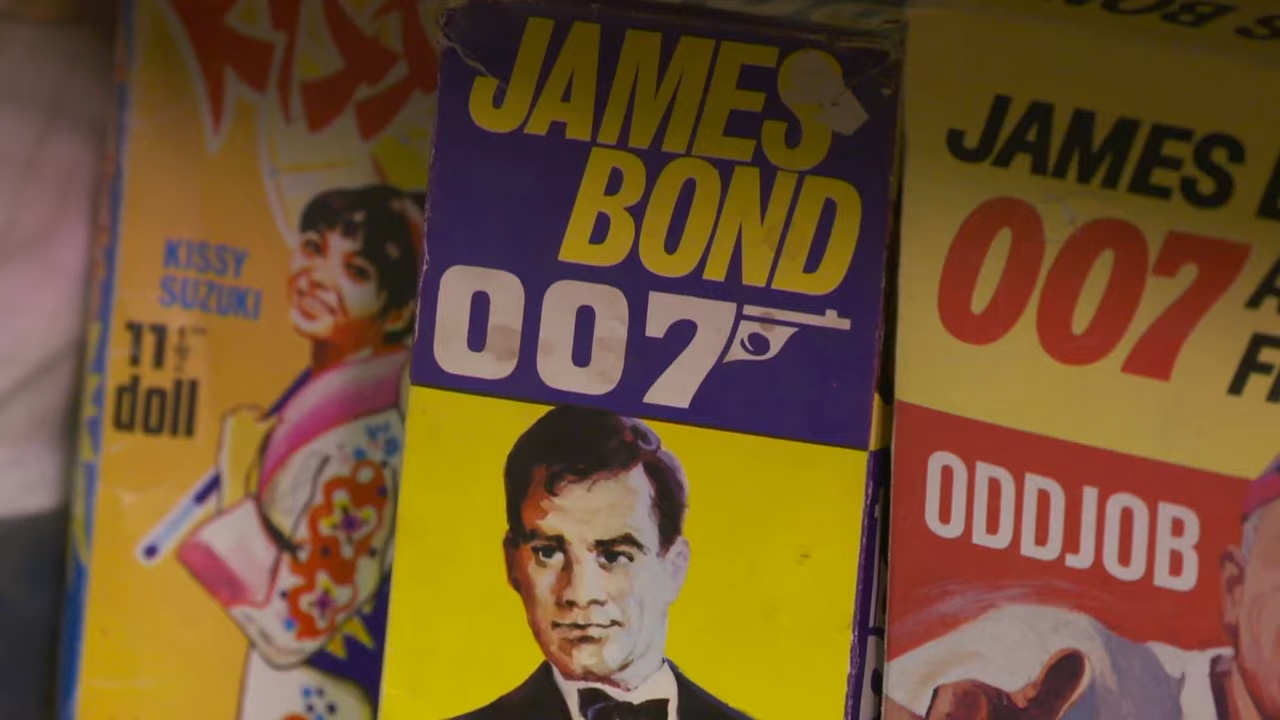 KISSY
SUZUKI
11½"
doll
JAMES
BOND
007
JAMES
007
ODDJOB